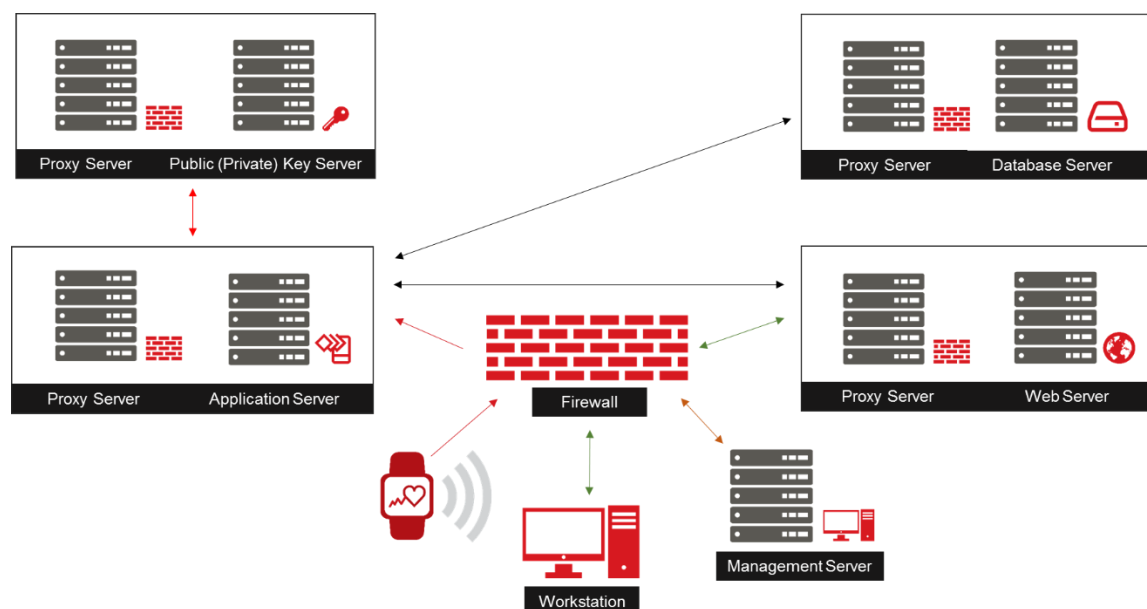 Proxy Server
Public (Private) Key Server
Proxy Server
Database Server
Proxy Server
Application Server
Proxy Server
Web Server
Firewall
Management Server
Workstation